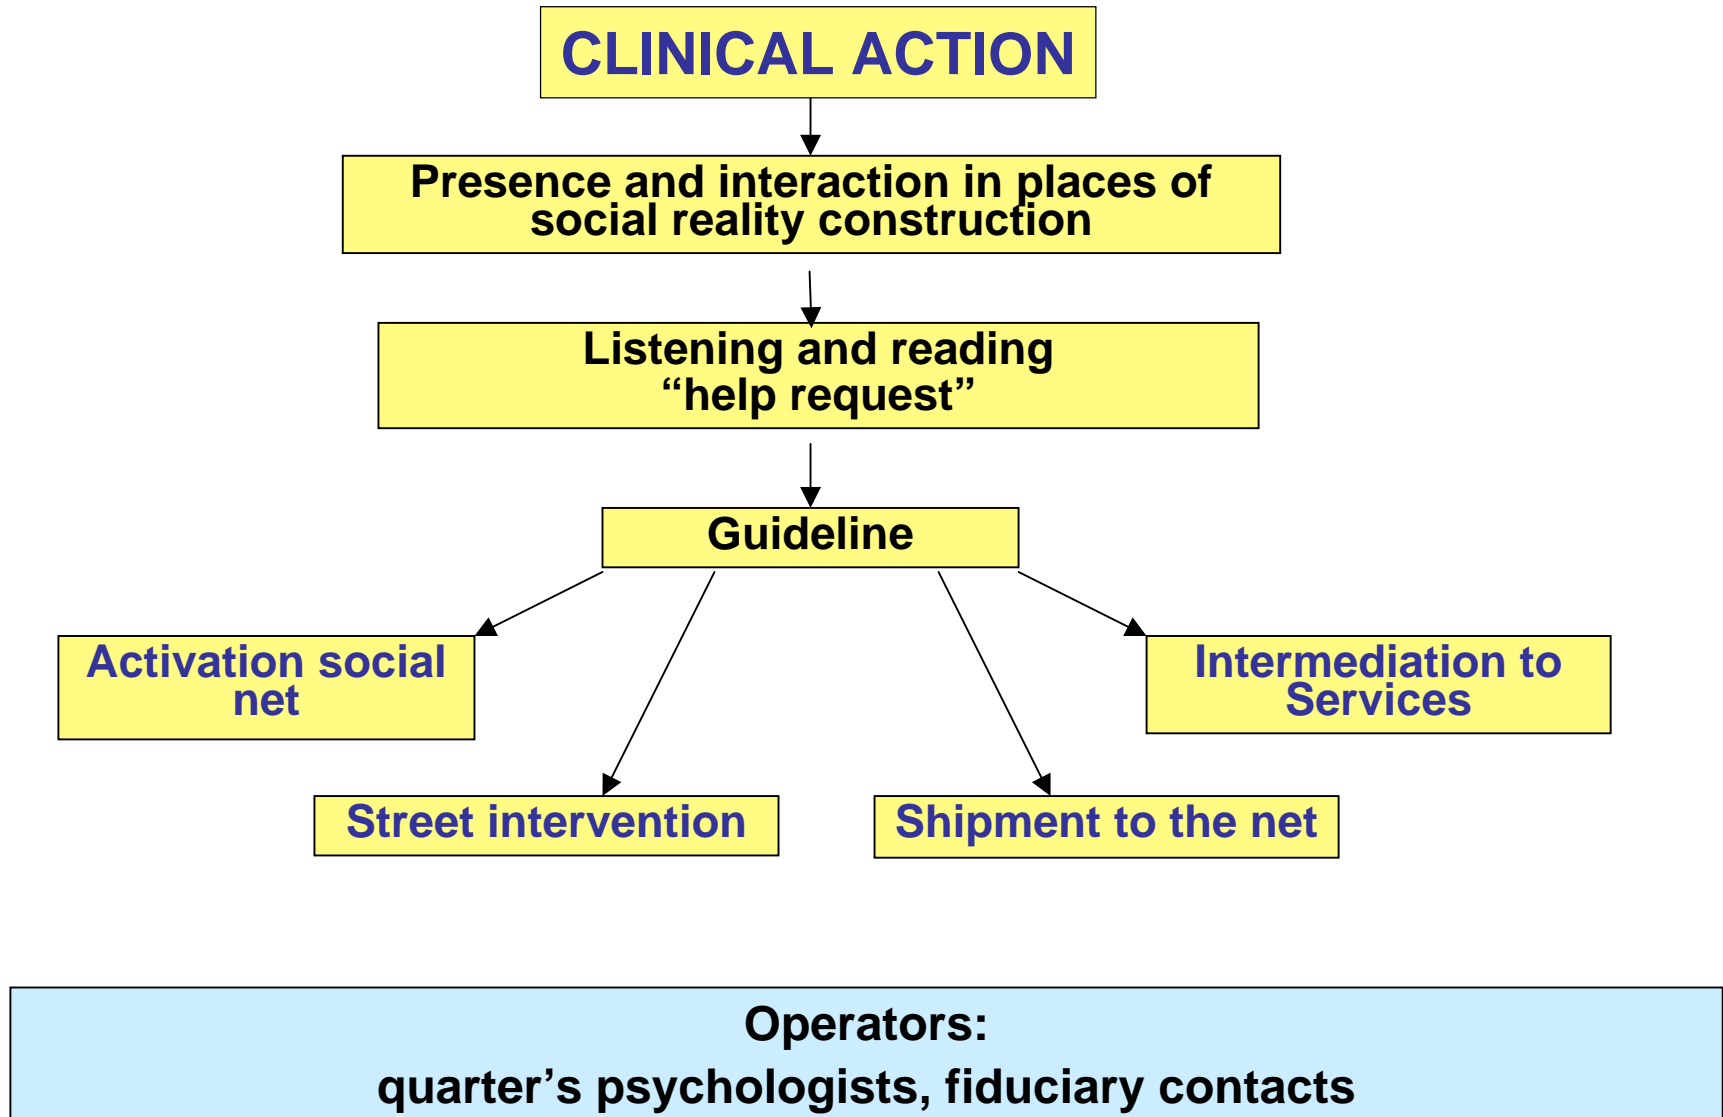 CLINICAL ACTION
Presence and interaction in places of
social reality construction
Listening and reading
“help request”
Guideline
Activation social
net
Intermediation to
Services
Street intervention
Shipment to the net
Operators:
quarter’s psychologists, fiduciary contacts